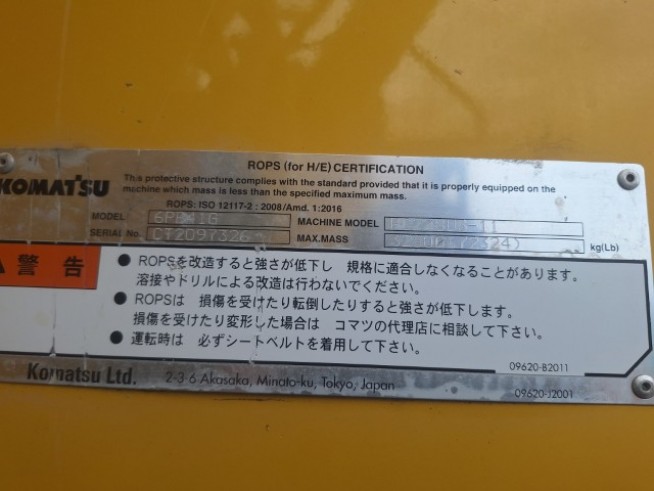 ROPS (for H/E) CERTIFICATION
KOMATSU
This protective structure complies with the standard provided that it is properly equipped on the
machine which mass is less than the specified maximum mass.
ROPS: ISO 12117-2 : 2008/Amd. 1:2016
MODEL MACHINE MODEL
SERIAL No. CT2D97326 MAX.MASS kg(Lb)
警告
● ROPSを改造すると強さが低下し 規格に適合しなくなることがあります。
溶接やドリルによる改造は行わないでください。
● ROPSは 損傷を受けたり転倒したりすると強さが低下します。
損傷を受けたり変形した場合は コマツの代理店に相談して下さい。
● 運転時は 必ずシートベルトを着用して下さい。
09620-B2011
Komatsu Ltd. 2-3-6 Akasaka, Minato-ku, Tokyo, Japan
09620-J2001